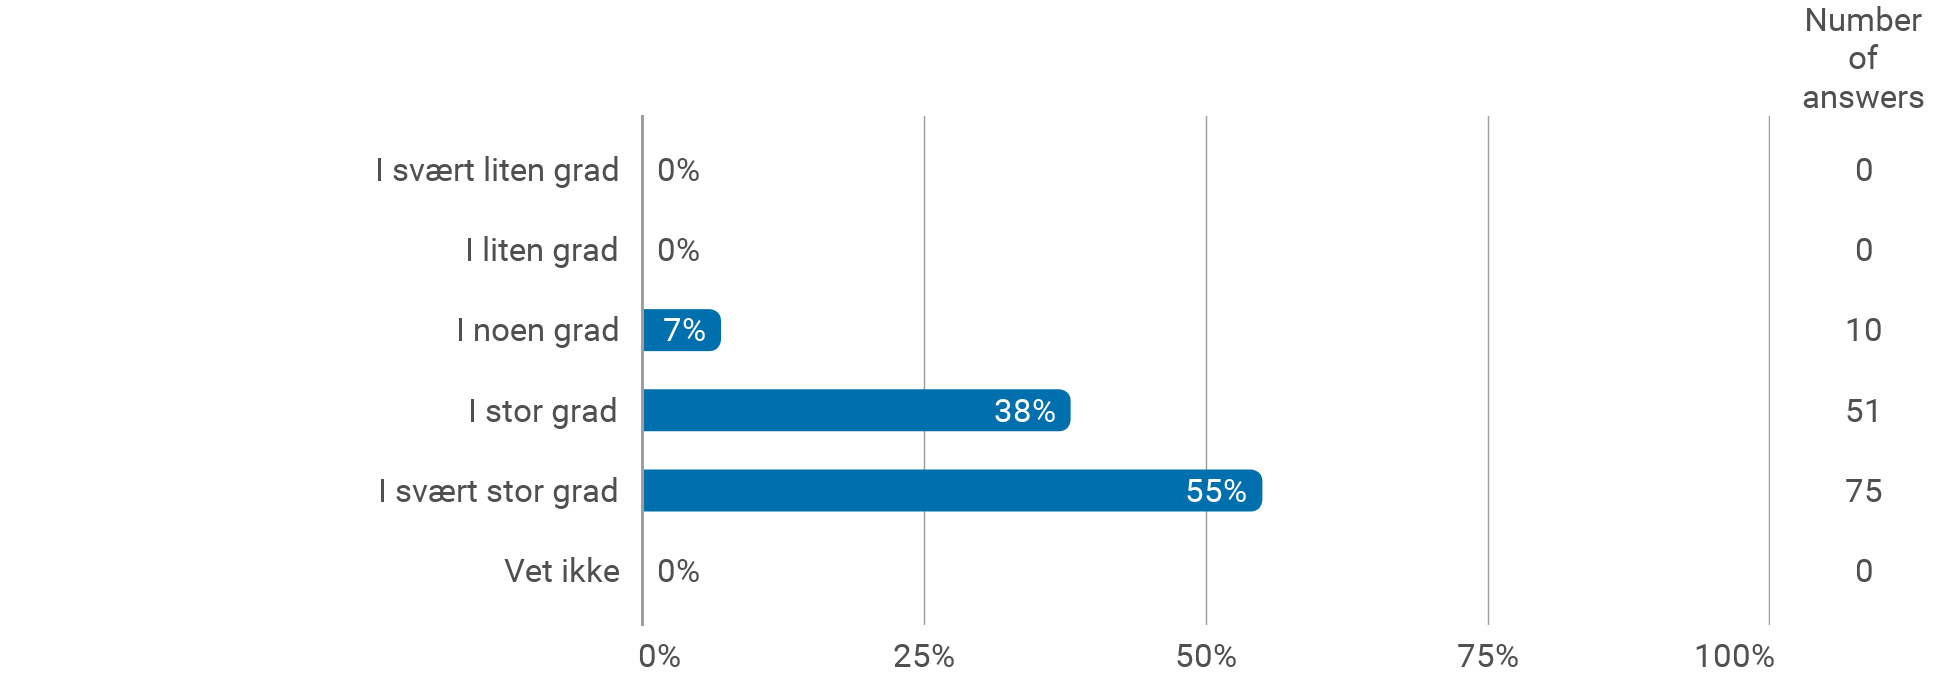 Number
of
answers
I svært liten grad 0% 0
I liten grad 0% 0
I noen grad 7% 10
I stor grad 38% 51
I svært stor grad 55% 75
Vet ikke 0% 0
0% 25% 50% 75% 100%